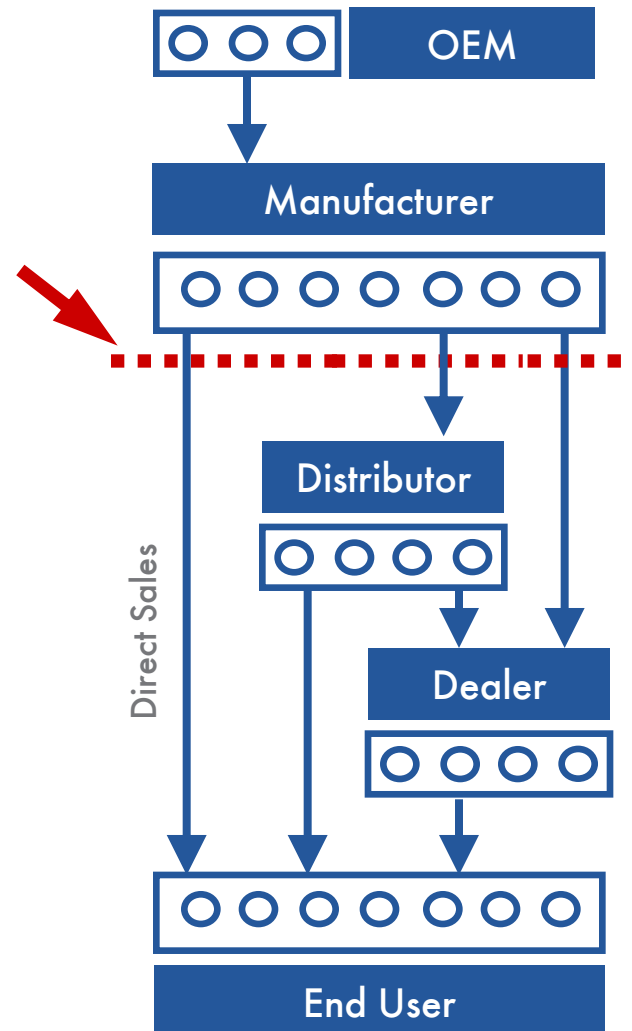 OEM
Manufacturer
Distributor
Direct Sales
Dealer
End User